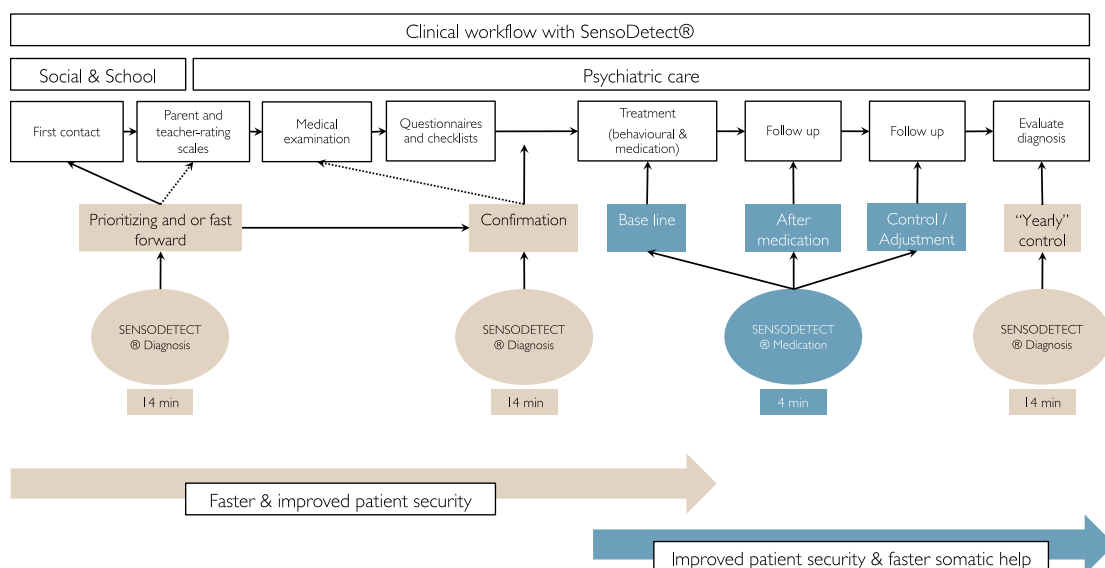 Clinical workflow with SensoDetect®
Social & School
Psychiatric care
First contact
Parent and
teacher-rating
scales
Medical
examination
Questionnaires
and checklists
Treatment
(behavioural &
medication)
Follow up
Follow up
Evaluate
diagnosis
Prioritizing and or fast
forward
Confirmation
Base line
After
medication
Control /
Adjustment
“Yearly”
control
SENSODETECT
® Diagnosis
SENSODETECT
® Diagnosis
SENSODETECT
® Medication
SENSODETECT
® Diagnosis
14 min
14 min
4 min
14 min
Faster & improved patient security
Improved patient security & faster somatic help